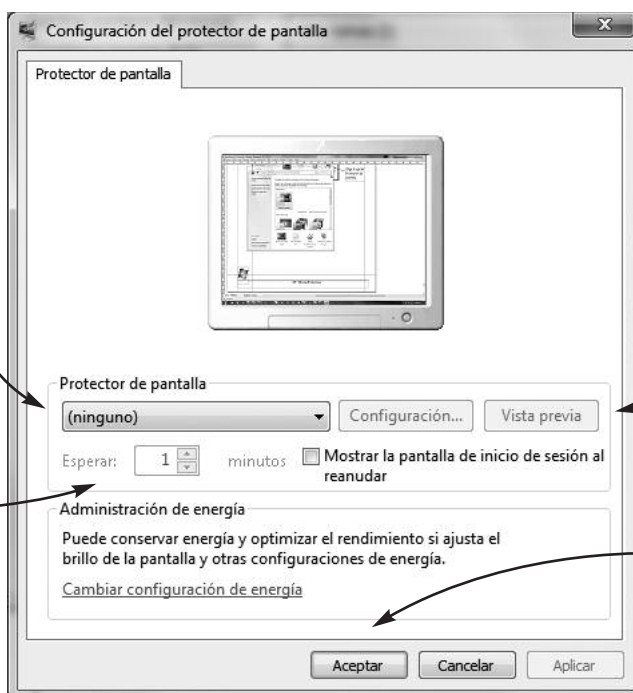 Configuración del protector de pantalla
Protector de pantalla
Protector de pantalla
(ninguno)
Configuración...
Vista previa
Esperar:
1
minutos
Mostrar la pantalla de inicio de sesión al
reanudar
Administración de energía
Puede conservar energía y optimizar el rendimiento si ajusta el
brillo de la pantalla y otras configuraciones de energía.
Cambiar configuración de energía
Aceptar
Cancelar
Aplicar